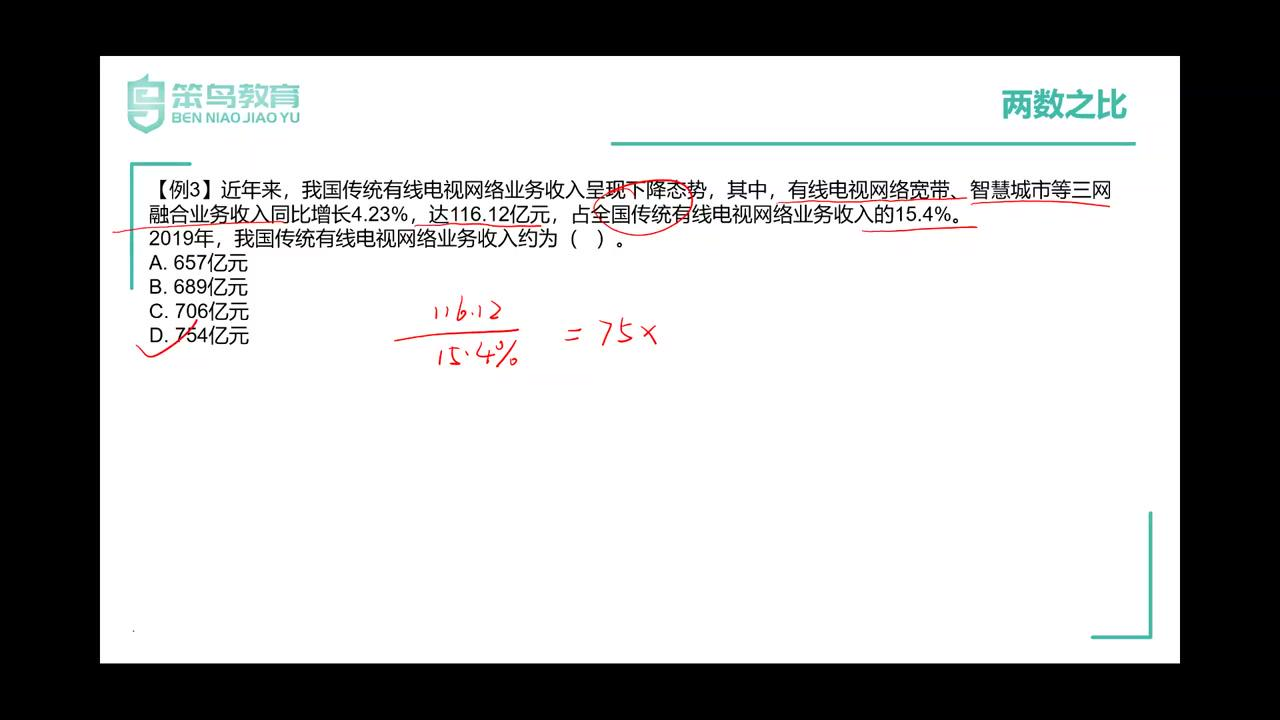 笨鸟教育
BEN NIAO JIAO YU
两数之比
【例3】近年来，我国传统有线电视网络业务收入呈现下降态势，其中，有线电视网络宽带、智慧城市等三网
融合业务收入同比增长4.23%，达116.12亿元，占全国传统有线电视网络业务收入的15.4%。
2019年，我国传统有线电视网络业务收入约为（ ）。
A. 657亿元
B. 689亿元
C. 706亿元
D. 754亿元
116.12
15.4%
= 75×